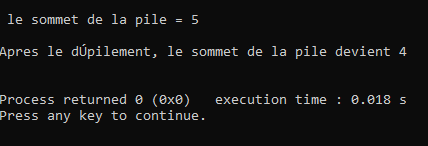 le sommet de la pile = 5
Apres le dÚpilement, le sommet de la pile devient 4
Process returned 0 (0x0)   execution time : 0.018 s
Press any key to continue.